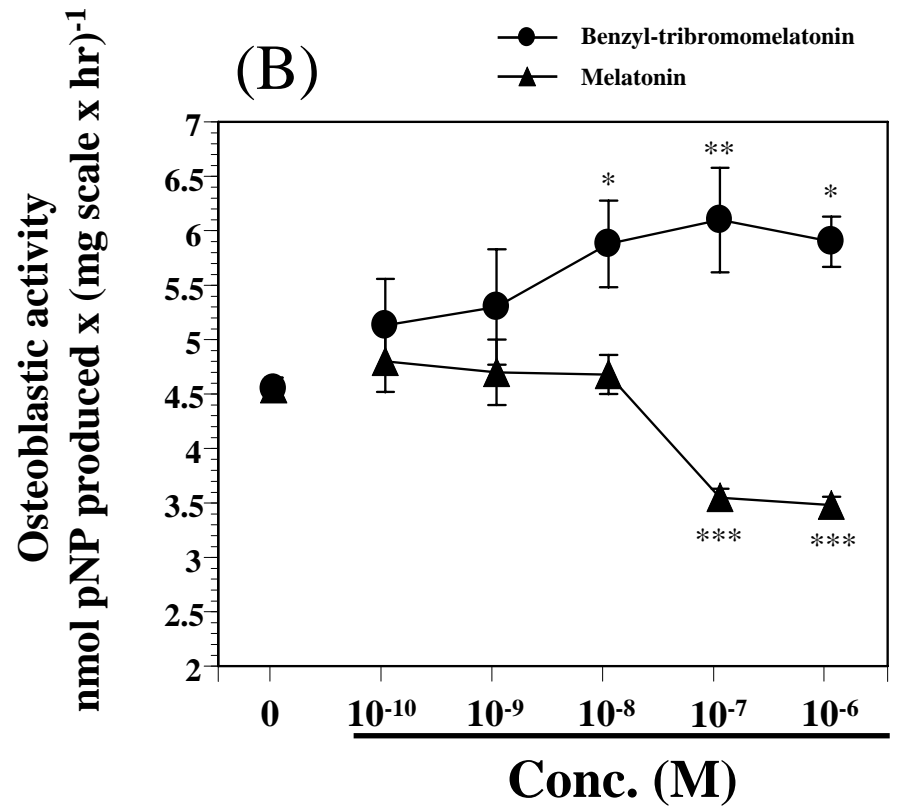 Benzyl-tribromomelatonin
Melatonin
(B)
Osteoblastic activity
nmol pNP produced x (mg scale x hr)-1
7
6.5
6
5.5
5
4.5
4
3.5
3
2.5
2
*
**
*
***
***
0 10-10 10-9 10-8 10-7 10-6
Conc. (M)